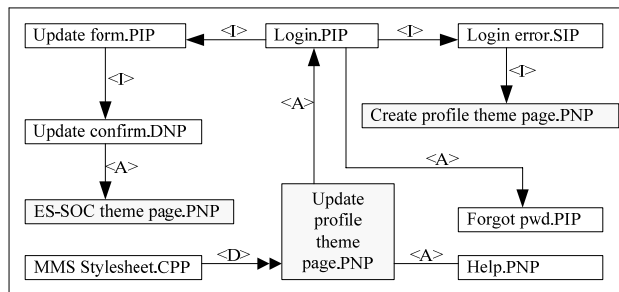 Update form.PIP
<I>
Login.PIP
<I>
Login error.SIP
<I>
<I>
<A>
Create profile theme page.PNP
Update confirm.DNP
<A>
<A>
ES-SOC theme page.PNP
Update
profile
theme
page.PNP
Forgot pwd.PIP
MMS Stylesheet.CPP
<D>
<A>
Help.PNP